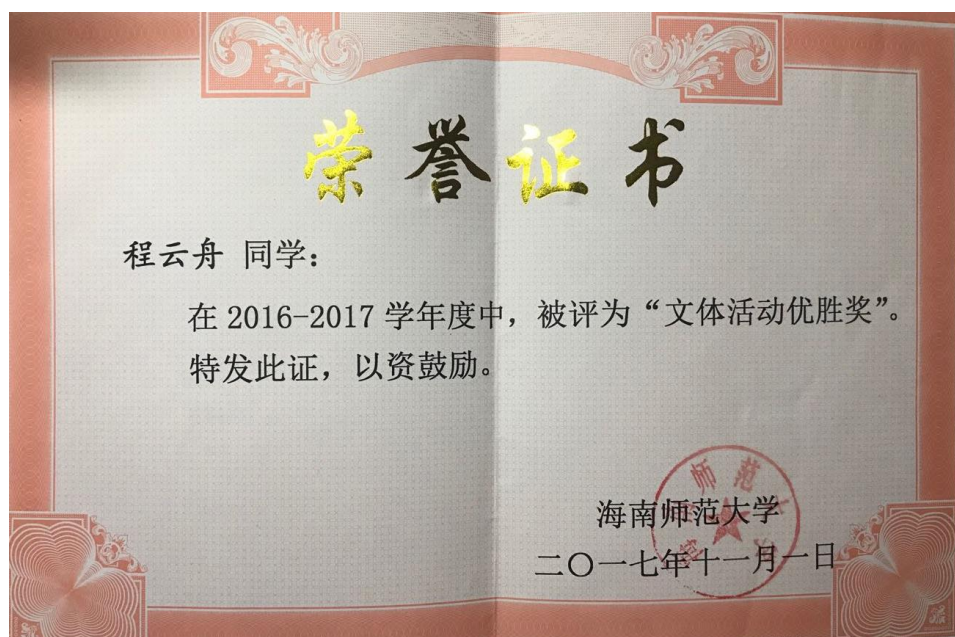 荣誉证书
程云舟 同学：
在 2016-2017 学年度中，被评为“文体活动优胜奖”。
特发此证，以资鼓励。
海南师范大学
二〇一七年十一月一日